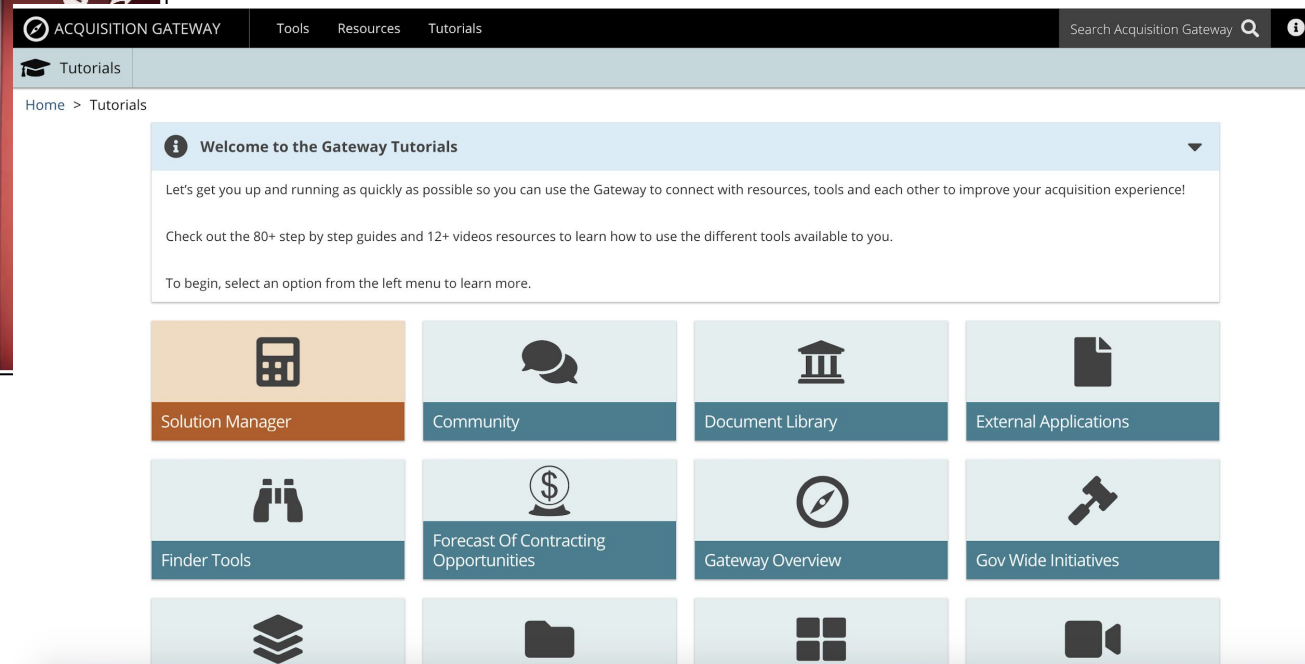 ACQUISITION GATEWAY Tools Resources Tutorials Search Acquisition Gateway
Tutorials
Home > Tutorials
Welcome to the Gateway Tutorials
Let's get you up and running as quickly as possible so you can use the Gateway to connect with resources, tools and each other to improve your acquisition experience!
Check out the 80+ step by step guides and 12+ videos resources to learn how to use the different tools available to you.
To begin, select an option from the left menu to learn more.
Solution Manager Community Document Library External Applications
Forecast Of Contracting
Finder Tools Opportunities Gateway Overview Gov Wide Initiatives